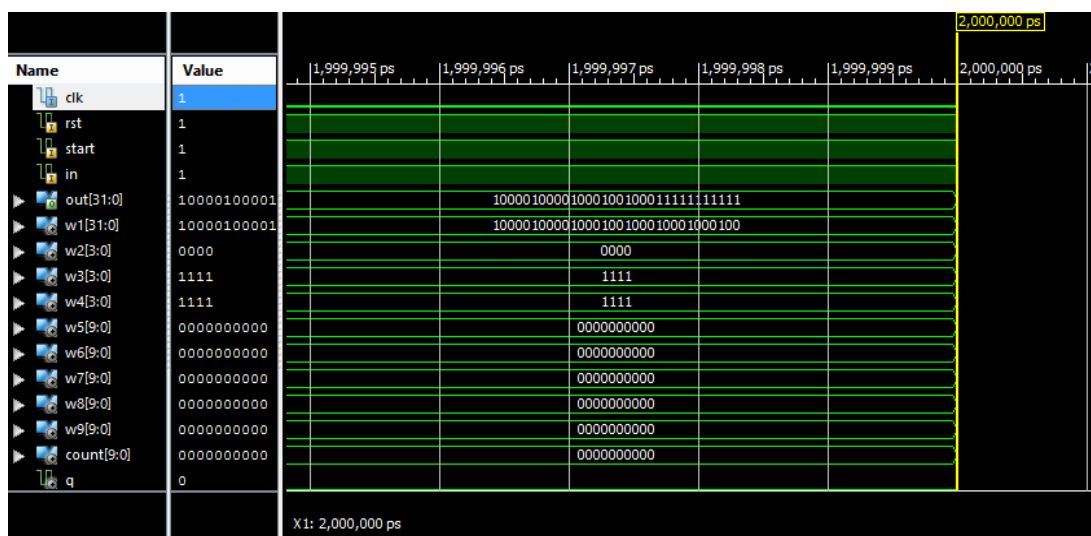 2,000,000 ps
Name Value 1,999,995 ps 1,999,996 ps 1,999,997 ps 1,999,998 ps 1,999,999 ps 2,000,000 ps
clk 1
rst 1
start 1
in 1
out[31:0] 10000100001 10000100001000100100011111111111
w1[31:0] 10000100001 10000100001000100100010001000100
w2[3:0] 0000 0000
w3[3:0] 1111 1111
w4[3:0] 1111 1111
w5[9:0] 0000000000 0000000000
w6[9:0] 0000000000 0000000000
w7[9:0] 0000000000 0000000000
w8[9:0] 0000000000 0000000000
w9[9:0] 0000000000 0000000000
count[9:0] 0000000000 0000000000
q 0
X1: 2,000,000 ps